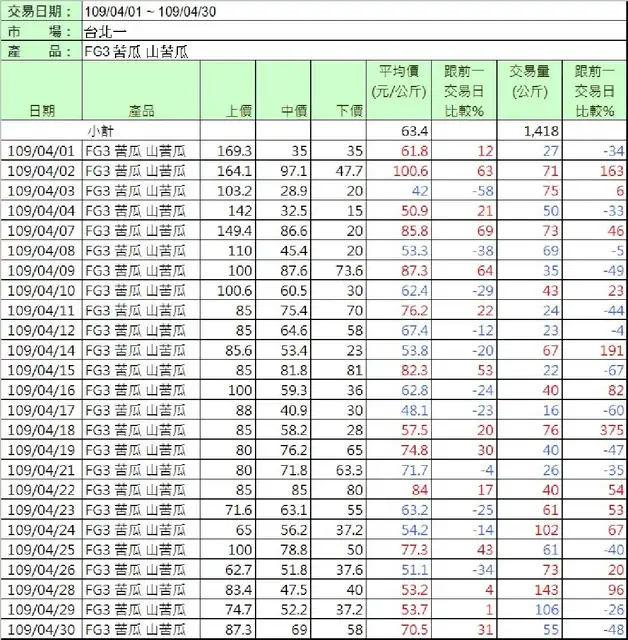 交易日期： 109/04/01 ~ 109/04/30
市　　場： 台北一
產　　品： FG3 苦瓜 山苦瓜
日期 產品 上價 中價 下價 平均價(元/公斤) 跟前一交易日比較% 交易量(公斤) 跟前一交易日比較%
小計 63.4 1,418
109/04/01 FG3 苦瓜 山苦瓜 169.3 35 35 61.8 12 27 -34
109/04/02 FG3 苦瓜 山苦瓜 164.1 97.1 47.7 100.6 63 71 163
109/04/03 FG3 苦瓜 山苦瓜 103.2 28.9 20 42 -58 75 6
109/04/04 FG3 苦瓜 山苦瓜 142 32.5 15 50.9 21 50 -33
109/04/07 FG3 苦瓜 山苦瓜 149.4 86.6 20 85.8 69 73 46
109/04/08 FG3 苦瓜 山苦瓜 110 45.4 20 53.3 -38 69 -5
109/04/09 FG3 苦瓜 山苦瓜 100 87.6 73.6 87.3 64 35 -49
109/04/10 FG3 苦瓜 山苦瓜 100.6 60.5 30 62.4 -29 43 23
109/04/11 FG3 苦瓜 山苦瓜 85 75.4 70 76.2 22 24 -44
109/04/12 FG3 苦瓜 山苦瓜 85 64.6 58 67.4 -12 23 -4
109/04/14 FG3 苦瓜 山苦瓜 85.6 53.4 23 53.8 -20 67 191
109/04/15 FG3 苦瓜 山苦瓜 85 81.8 81 82.3 53 22 -67
109/04/16 FG3 苦瓜 山苦瓜 100 59.3 36 62.8 -24 40 82
109/04/17 FG3 苦瓜 山苦瓜 88 40.9 30 48.1 -23 16 -60
109/04/18 FG3 苦瓜 山苦瓜 85 58.2 28 57.5 20 76 375
109/04/19 FG3 苦瓜 山苦瓜 80 76.2 65 74.8 30 40 -47
109/04/21 FG3 苦瓜 山苦瓜 80 71.8 63.3 71.7 -4 26 -35
109/04/22 FG3 苦瓜 山苦瓜 85 85 80 84 17 40 54
109/04/23 FG3 苦瓜 山苦瓜 71.6 63.1 55 63.2 -25 61 53
109/04/24 FG3 苦瓜 山苦瓜 65 56.2 37.2 54.2 -14 102 67
109/04/25 FG3 苦瓜 山苦瓜 100 78.8 50 77.3 43 61 -40
109/04/26 FG3 苦瓜 山苦瓜 62.7 51.8 37.6 51.1 -34 73 20
109/04/28 FG3 苦瓜 山苦瓜 83.4 47.5 40 53.2 4 143 96
109/04/29 FG3 苦瓜 山苦瓜 74.7 52.2 37.2 53.7 1 106 -26
109/04/30 FG3 苦瓜 山苦瓜 87.3 69 58 70.5 31 55 -48